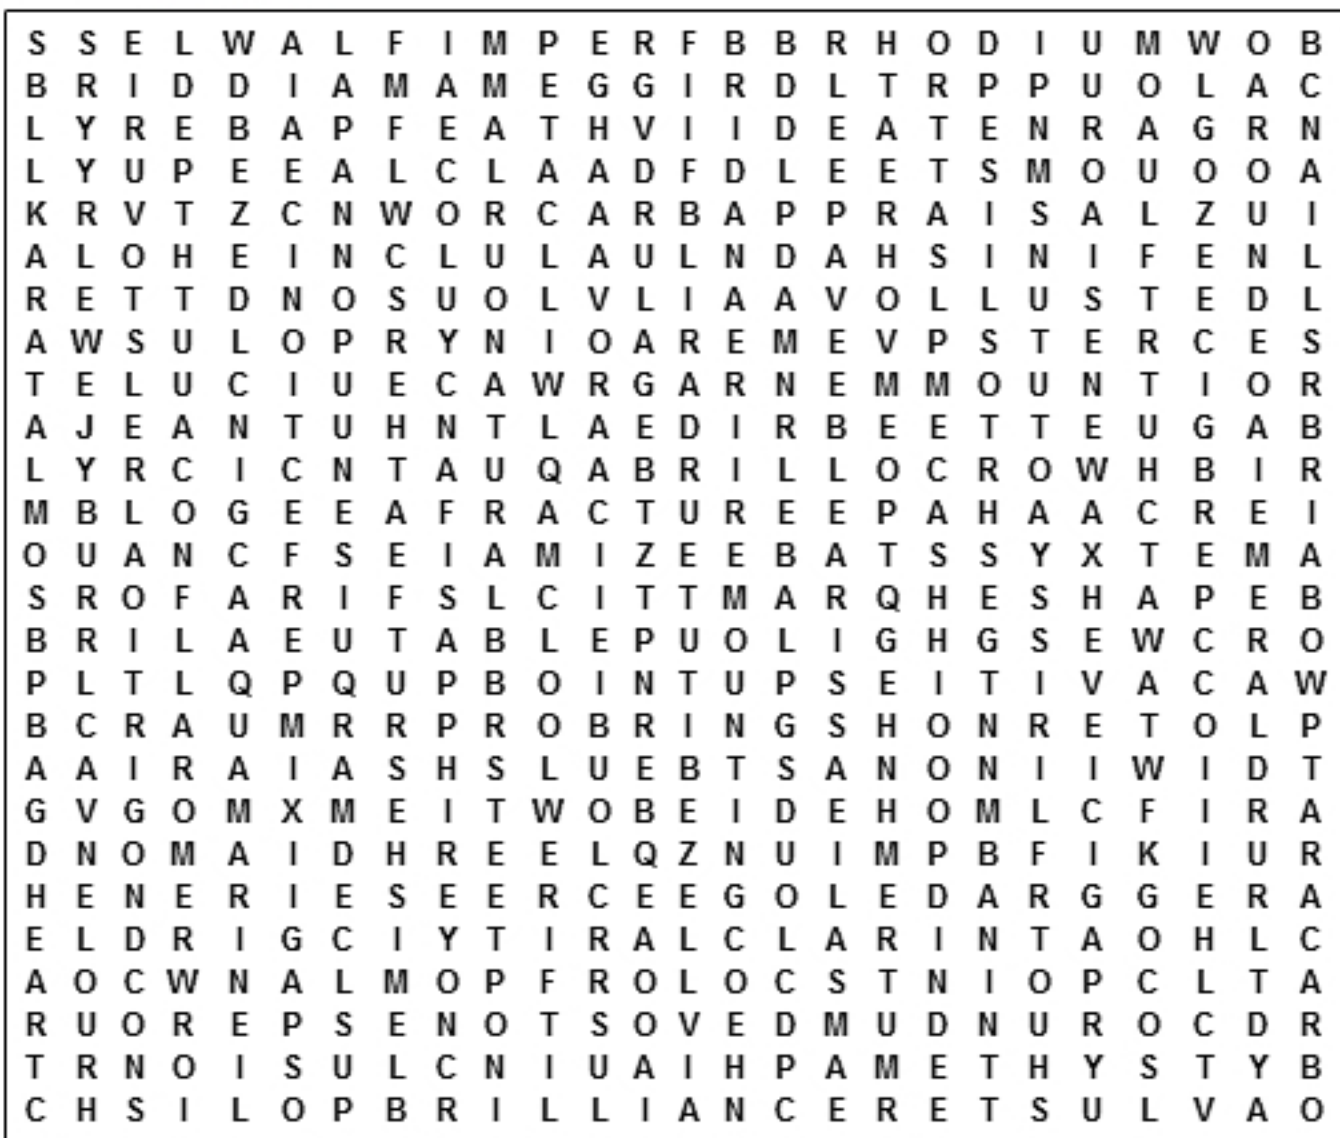 S S E L W A L F I M P E R F B B R H O D I U M W O B
B R I D D I A M A M E G G I R D L T R P P U O L A C
L Y R E B A P F E A T H V I I D E A T E N R A G R N
L Y U P E E A L C L A A D F D L E E T S M O U O O A
K R V T Z C N W O R C A R B A P P R A I S A L Z U I
A L O H E I N C L U L A U L N D A H S I N I F E N L
R E T T D N O S U O L V L I A A V O L L U S T E D L
A W S U L O P R Y N I O A R E M E V P S T E R C E S
T E L U C I U E C A W R G A R N E M M O U N T I O R
A J E A N T U H N T L A E D I R B E E T T E U G A B
L Y R C I C N T A U Q A B R I L L O C R O W H B I R
M B L O G E E A F R A C T U R E E P A H A A C R E I
O U A N C F S E I A M I Z E E B A T S S Y X T E M A
S R O F A R I F S L C I T T M A R Q H E S H A P E B
B R I L A E U T A B L E P U O L I G H G S E W C R O
P L T L Q P Q U P B O I N T U P S E I T I V A C A W
B C R A U M R R P R O B R I N G S H O N R E T O L P
A A I R A I A S H S L U E B T S A N O N I I W I D T
G V G O M X M E I T W O B E I D E H O M L C F I R A
D N O M A I D H R E E L Q Z N U I M P B F I K I U R
H E N E R I E S E E R C E E G O L E D A R G G E R A
E L D R I G C I Y T I R A L C L A R I N T A O H L C
A O C W N A L M O P F R O L O C S T N I O P C L T A
R U O R E P S E N O T S O V E D M U D N U R O C D R
T R N O I S U L C N I U A I H P A M E T H Y S T Y B
C H S I L O P B R I L L I A N C E R E T S U L V A O